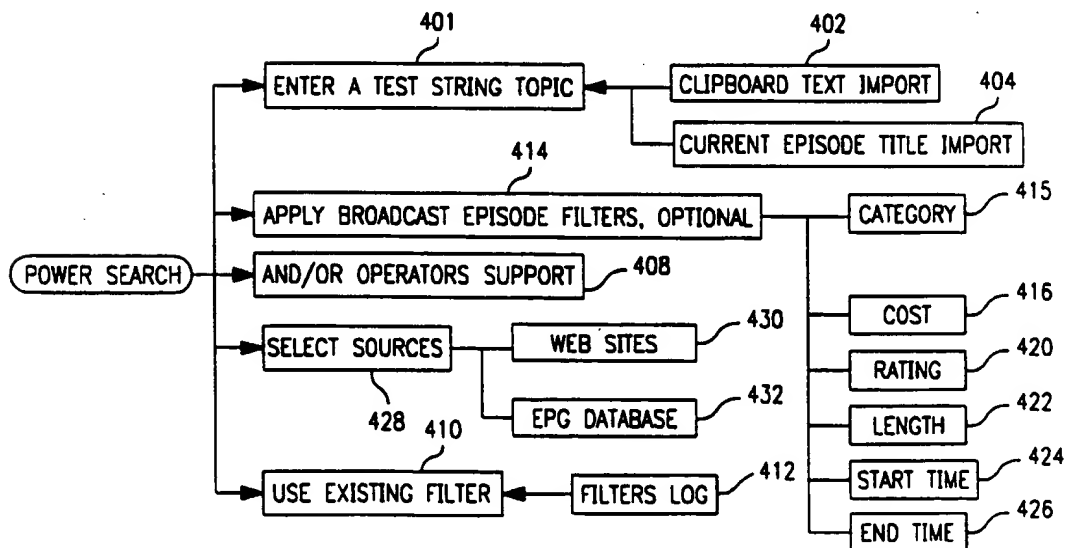 401
402
ENTER A TEST STRING TOPIC
CLIPBOARD TEXT IMPORT
404
CURRENT EPISODE TITLE IMPORT
414
415
APPLY BROADCAST EPISODE FILTERS, OPTIONAL
CATEGORY
POWER SEARCH
AND/OR OPERATORS SUPPORT
408
416
COST
430
SELECT SOURCES
WEB SITES
420
RATING
428
432
EPG DATABASE
422
LENGTH
410
412
424
USE EXISTING FILTER
FILTERS LOG
START TIME
426
END TIME